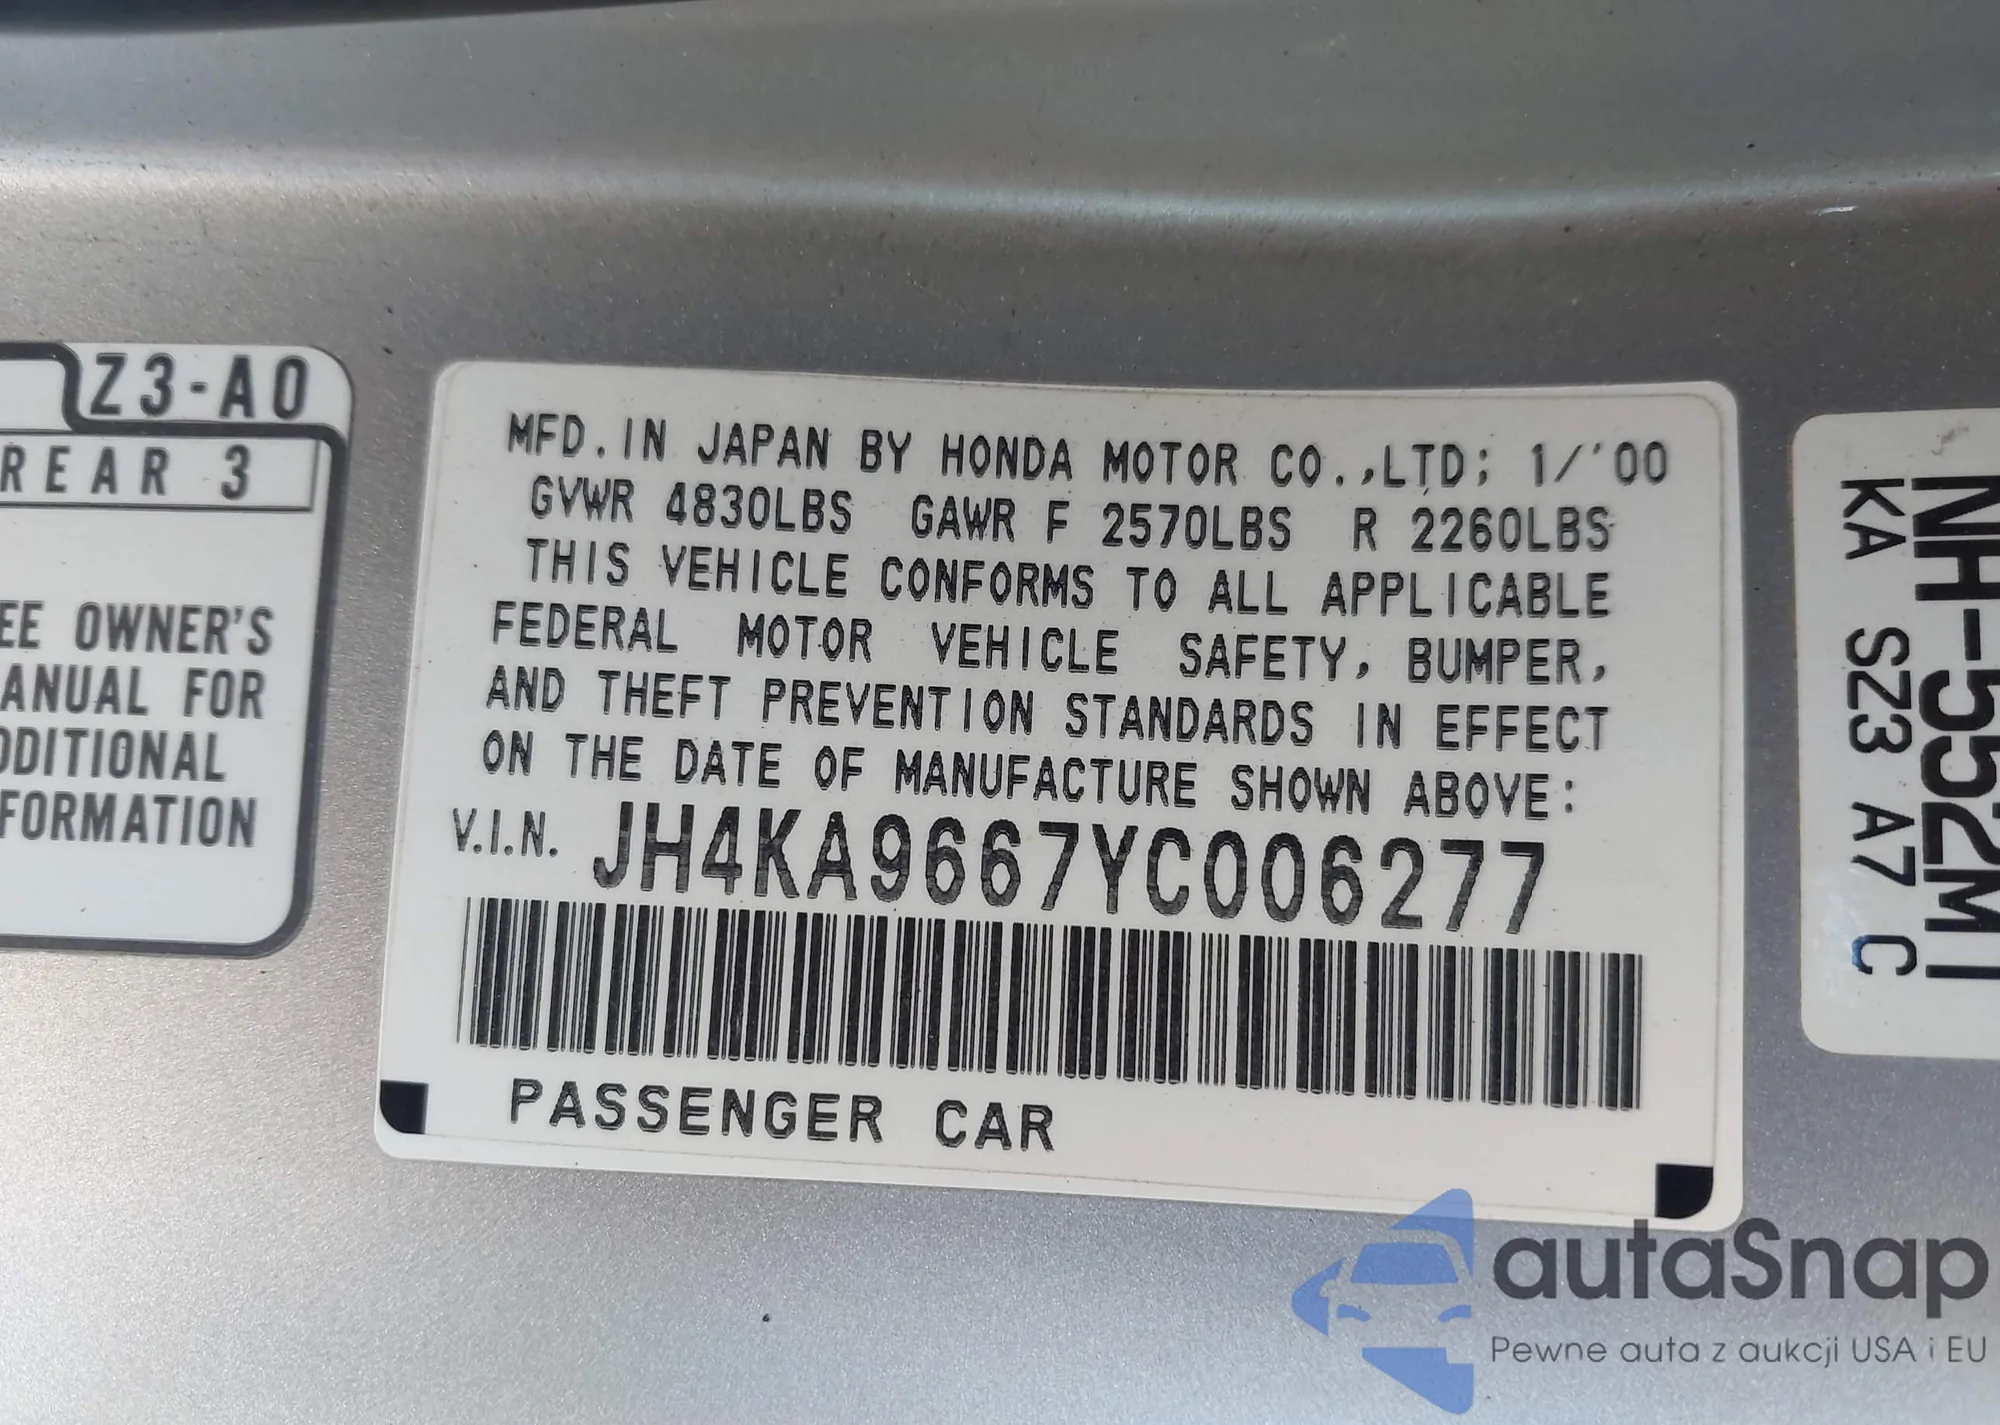 Z3-A0
REAR 3
EE OWNER'S
ANUAL FOR
DDITIONAL
FORMATION
MFD. IN JAPAN BY HONDA MOTOR CO.,LTD; 1/'00
GVWR 4830LBS GAWR F 2570LBS R 2260LBS
THIS VEHICLE CONFORMS TO ALL APPLICABLE
FEDERAL MOTOR VEHICLE SAFETY, BUMPER,
AND THEFT PREVENTION STANDARDS IN EFFECT
ON THE DATE OF MANUFACTURE SHOWN ABOVE:
V.I.N. JH4KA9667YC006277
PASSENGER CAR
NH-552M1
KA SZ3 A7 C
autaSnap
Pewne auta z aukcji USA i EU